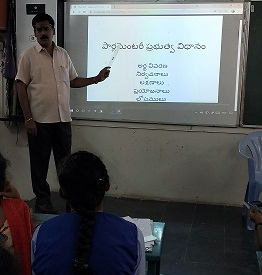 పార్లమెంటరీ ప్రభుత్వ విధానం
అర్థ వివరణ
నిర్వచనాలు
లక్షణాలు
ప్రయోజనాలు
లోపములు